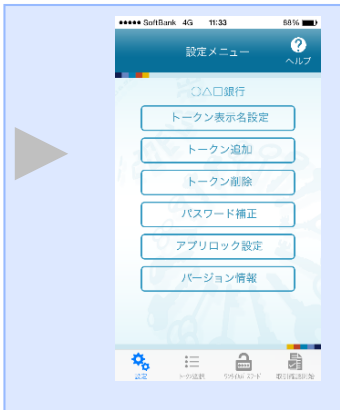 ●●●●● SoftBank 4G 11:33 88%
設定メニュー
?
ヘルプ
○△□銀行
トークン表示名設定
トークン追加
トークン削除
パスワード補正
アプリロック設定
バージョン情報
設定